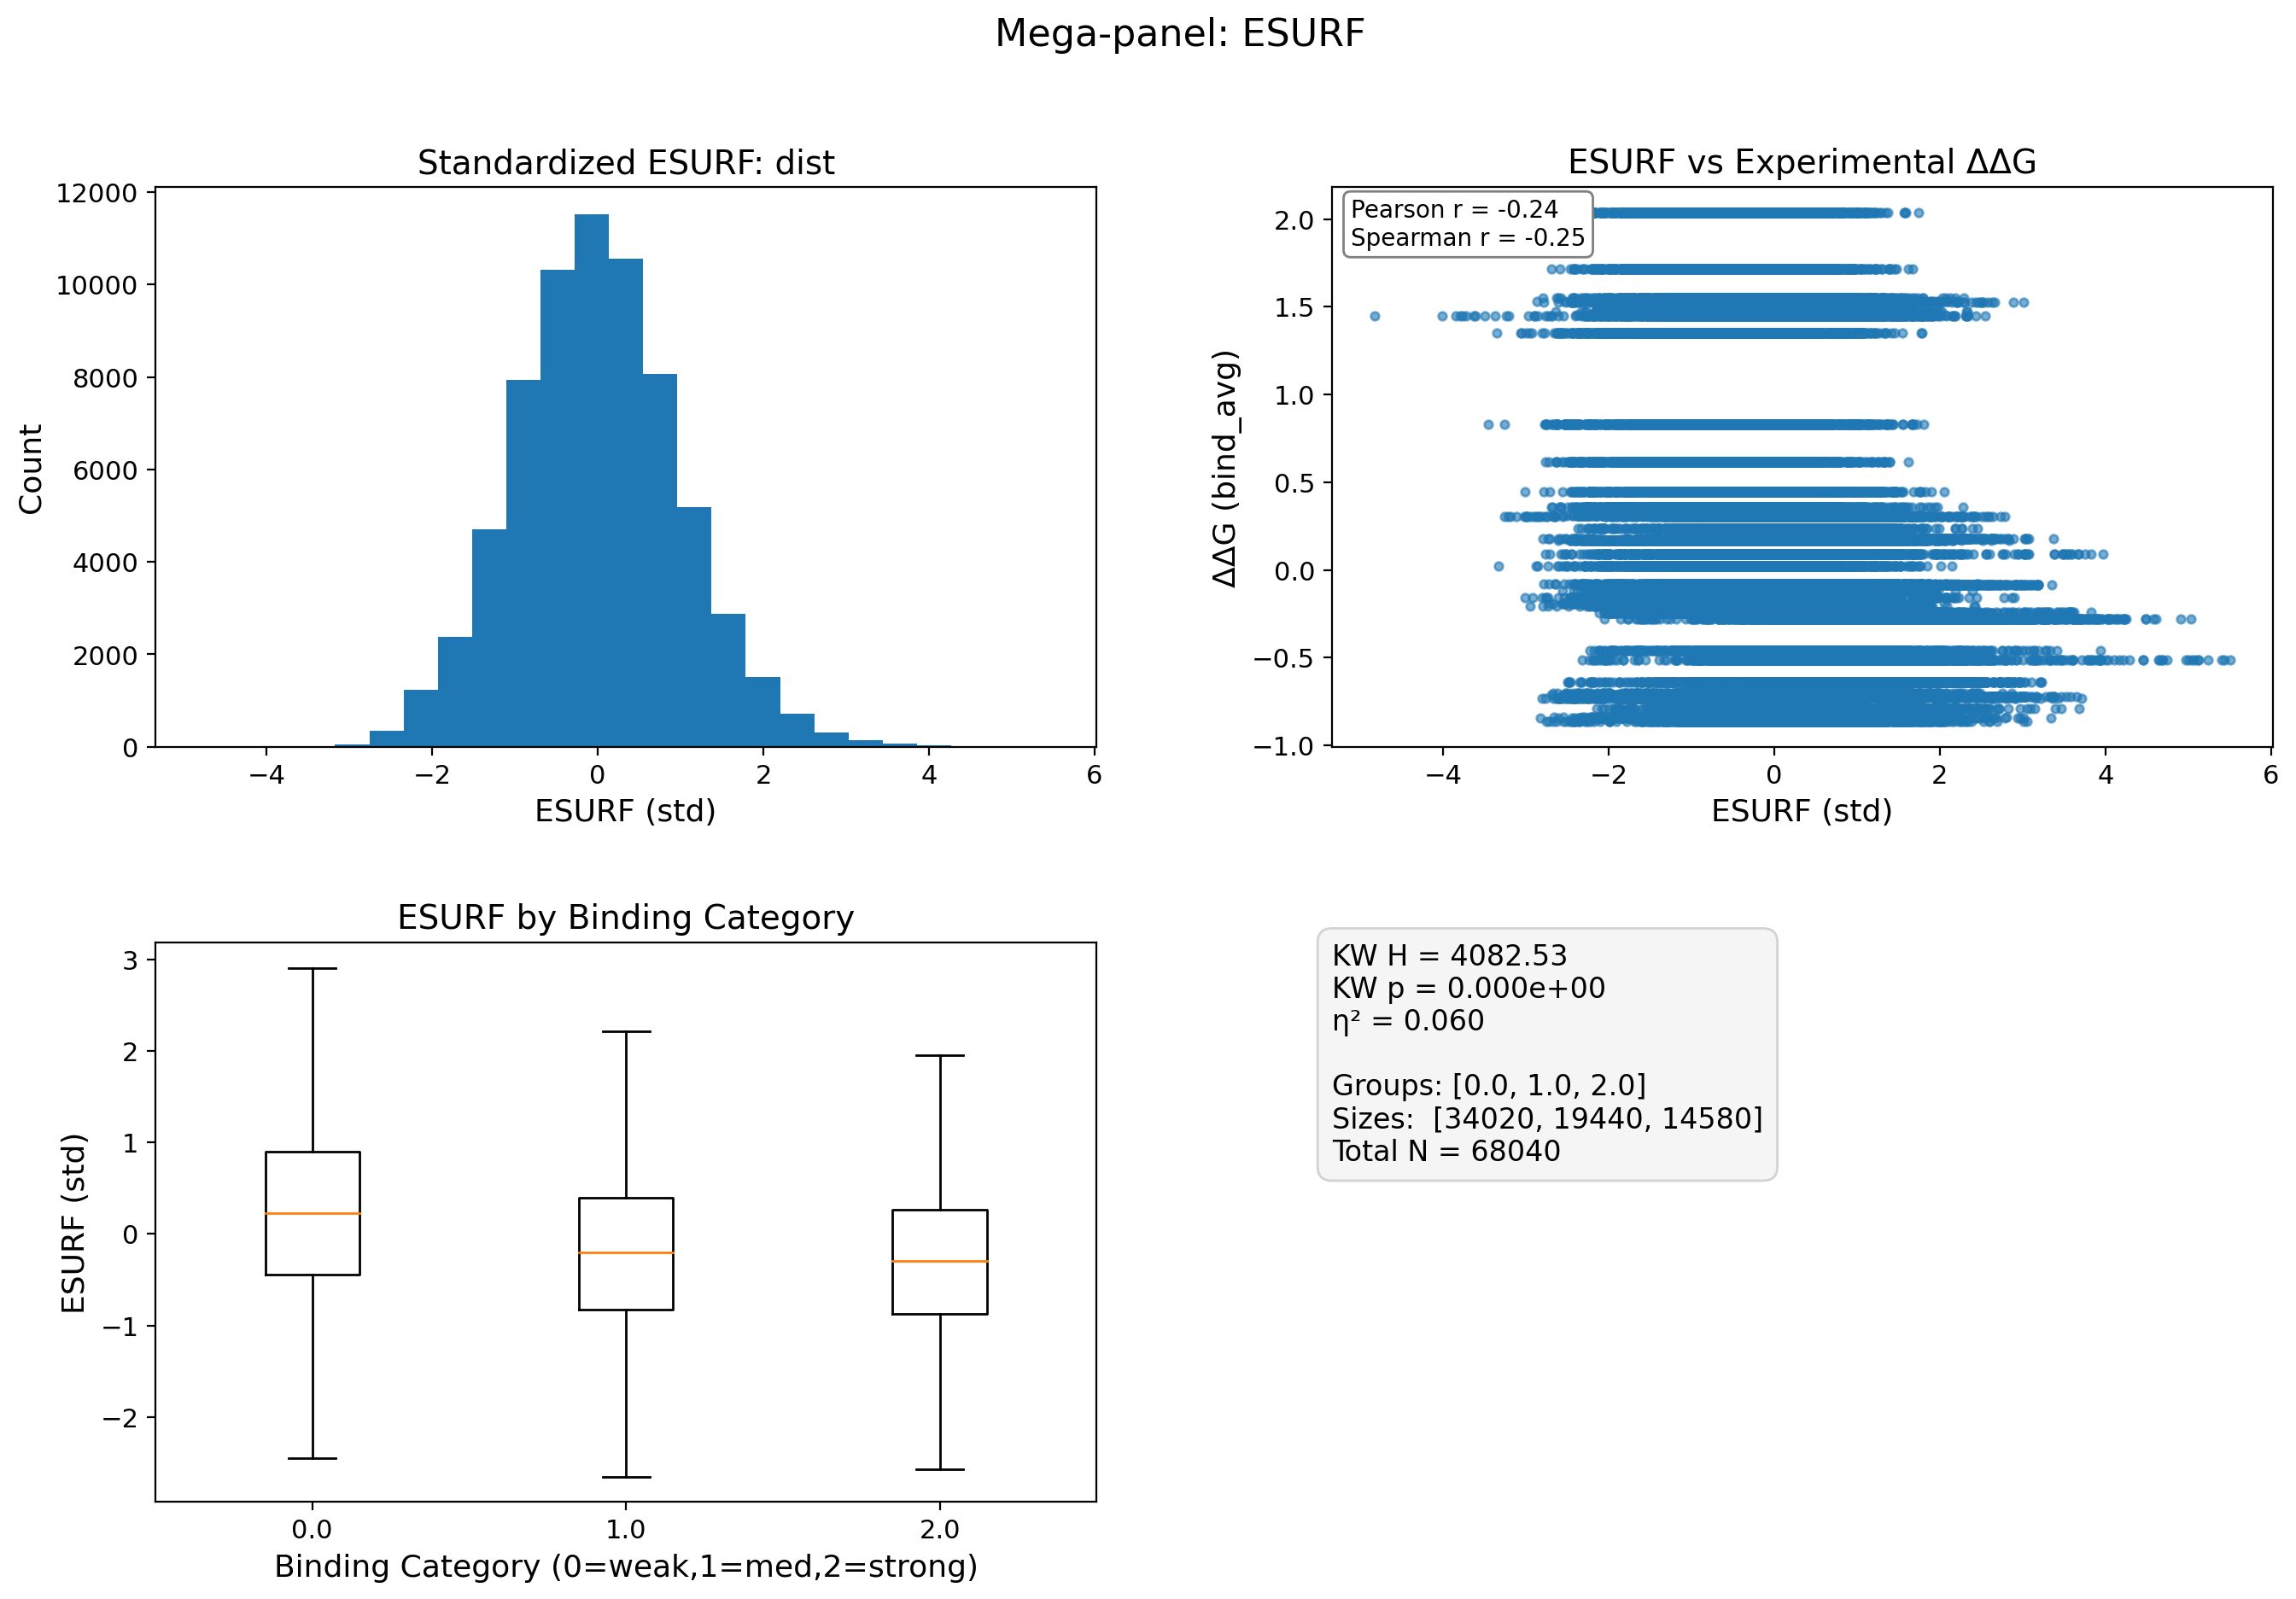 Mega-panel: ESURF
Standardized ESURF: dist
12000
10000
8000
6000
4000
2000
0
Count
−4
−2
0
2
4
6
ESURF (std)
ESURF vs Experimental ΔΔG
Pearson r = -0.24
Spearman r = -0.25
2.0
1.5
1.0
0.5
0.0
−0.5
−1.0
ΔΔG (bind_avg)
−4
−2
0
2
4
6
ESURF (std)
ESURF by Binding Category
3
2
1
0
−1
−2
ESURF (std)
0.0
1.0
2.0
Binding Category (0=weak,1=med,2=strong)
KW H = 4082.53
KW p = 0.000e+00
η² = 0.060
Groups: [0.0, 1.0, 2.0]
Sizes:  [34020, 19440, 14580]
Total N = 68040